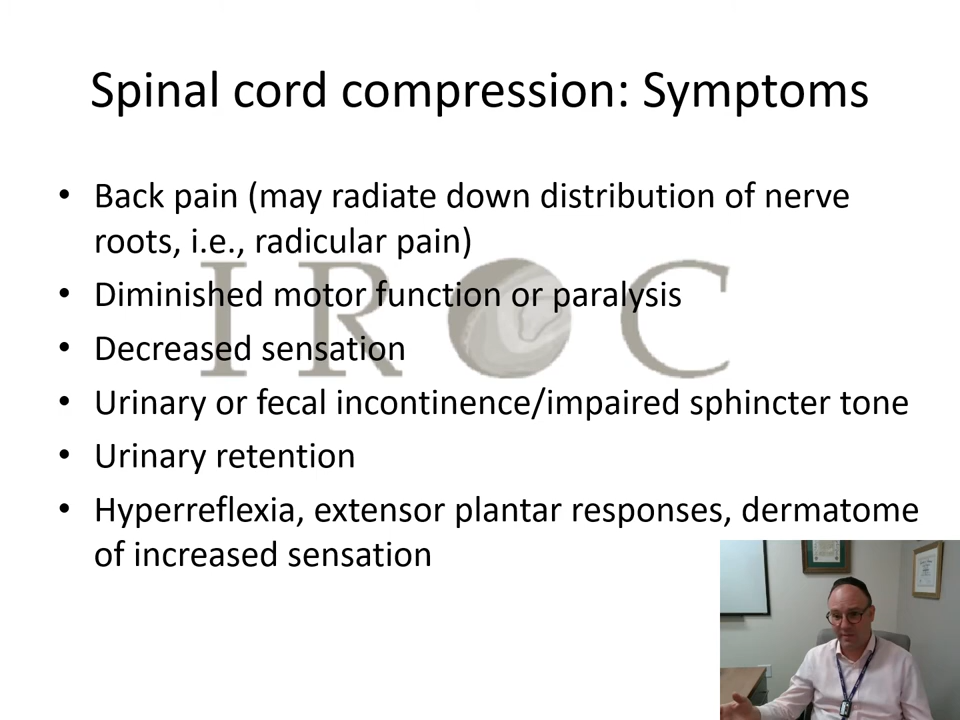 Spinal cord compression: Symptoms
• Back pain (may radiate down distribution of nerve
roots, i.e., radicular pain)
• Diminished motor function or paralysis
• Decreased sensation
• Urinary or fecal incontinence/impaired sphincter tone
• Urinary retention
• Hyperreflexia, extensor plantar responses, dermatome
of increased sensation
IROC